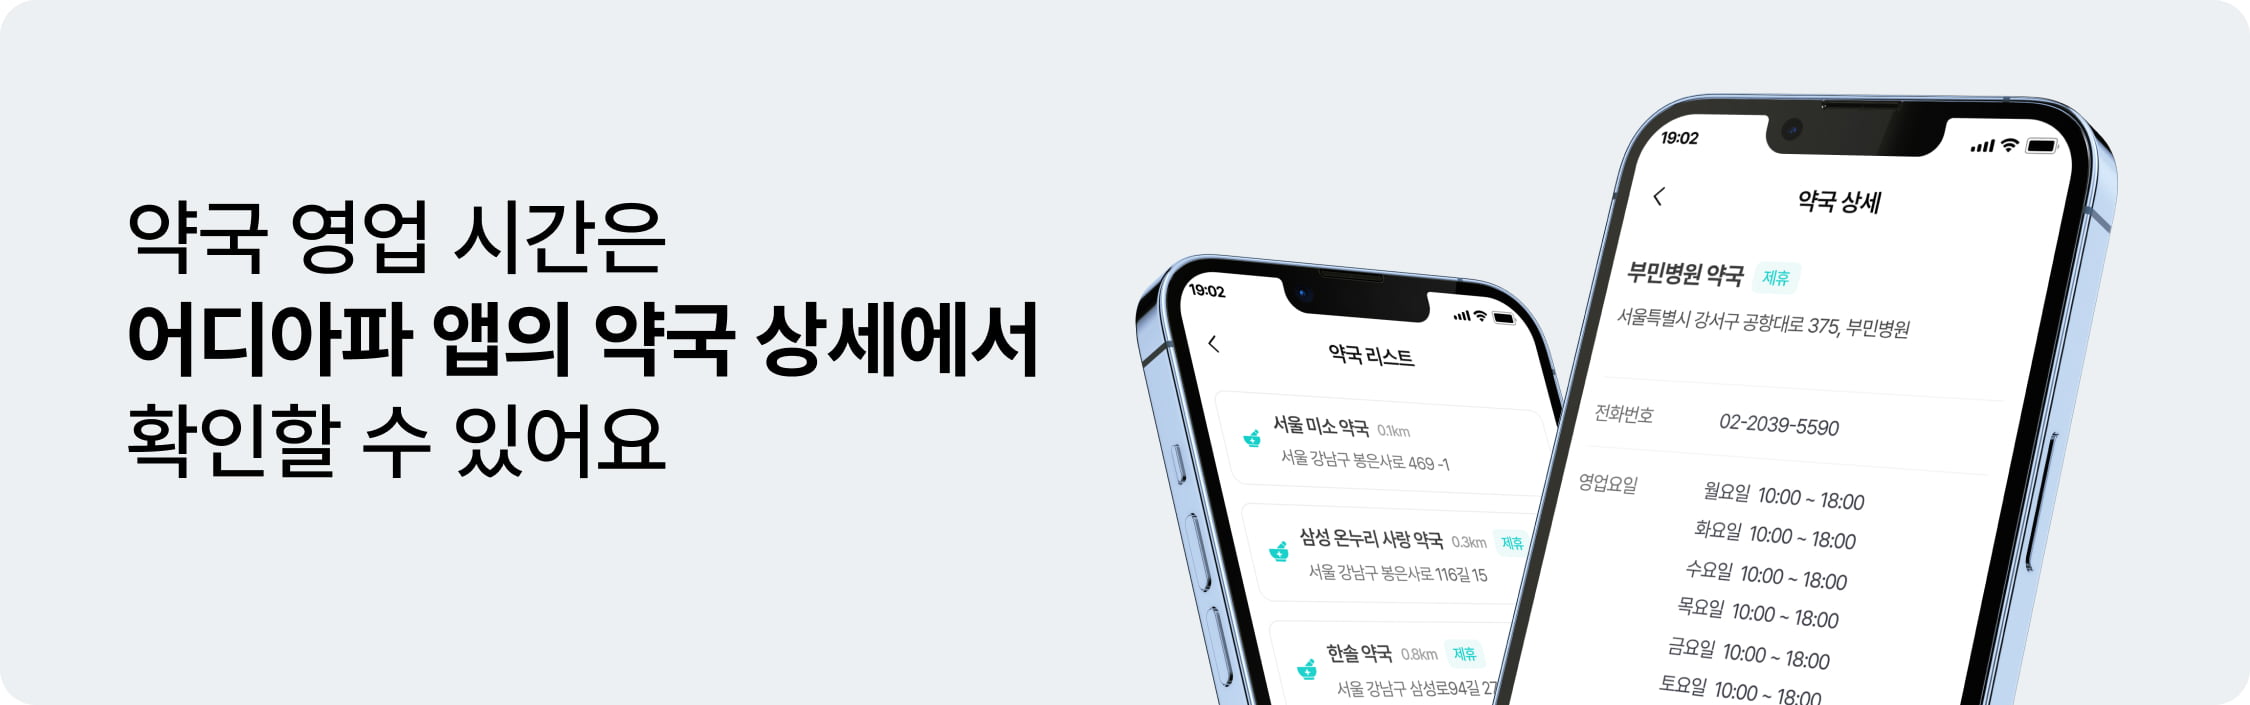 약국 영업 시간은
어디아파 앱의 약국 상세에서
확인할 수 있어요
19:02
약국 리스트
서울 미소 약국 0.1km
서울 강남구 봉은사로 469 -1
삼성 온누리 사랑 약국 0.3km 제휴
서울 강남구 봉은사로 116길 15
한솔 약국 0.8km 제휴
서울 강남구 삼성로94길 27
19:02
약국 상세
부민병원 약국 제휴
서울특별시 강서구 공항대로 375, 부민병원
전화번호 02-2039-5590
영업요일 월요일 10:00 ~ 18:00
화요일 10:00 ~ 18:00
수요일 10:00 ~ 18:00
목요일 10:00 ~ 18:00
금요일 10:00 ~ 18:00
토요일 10:00 ~ 18:00